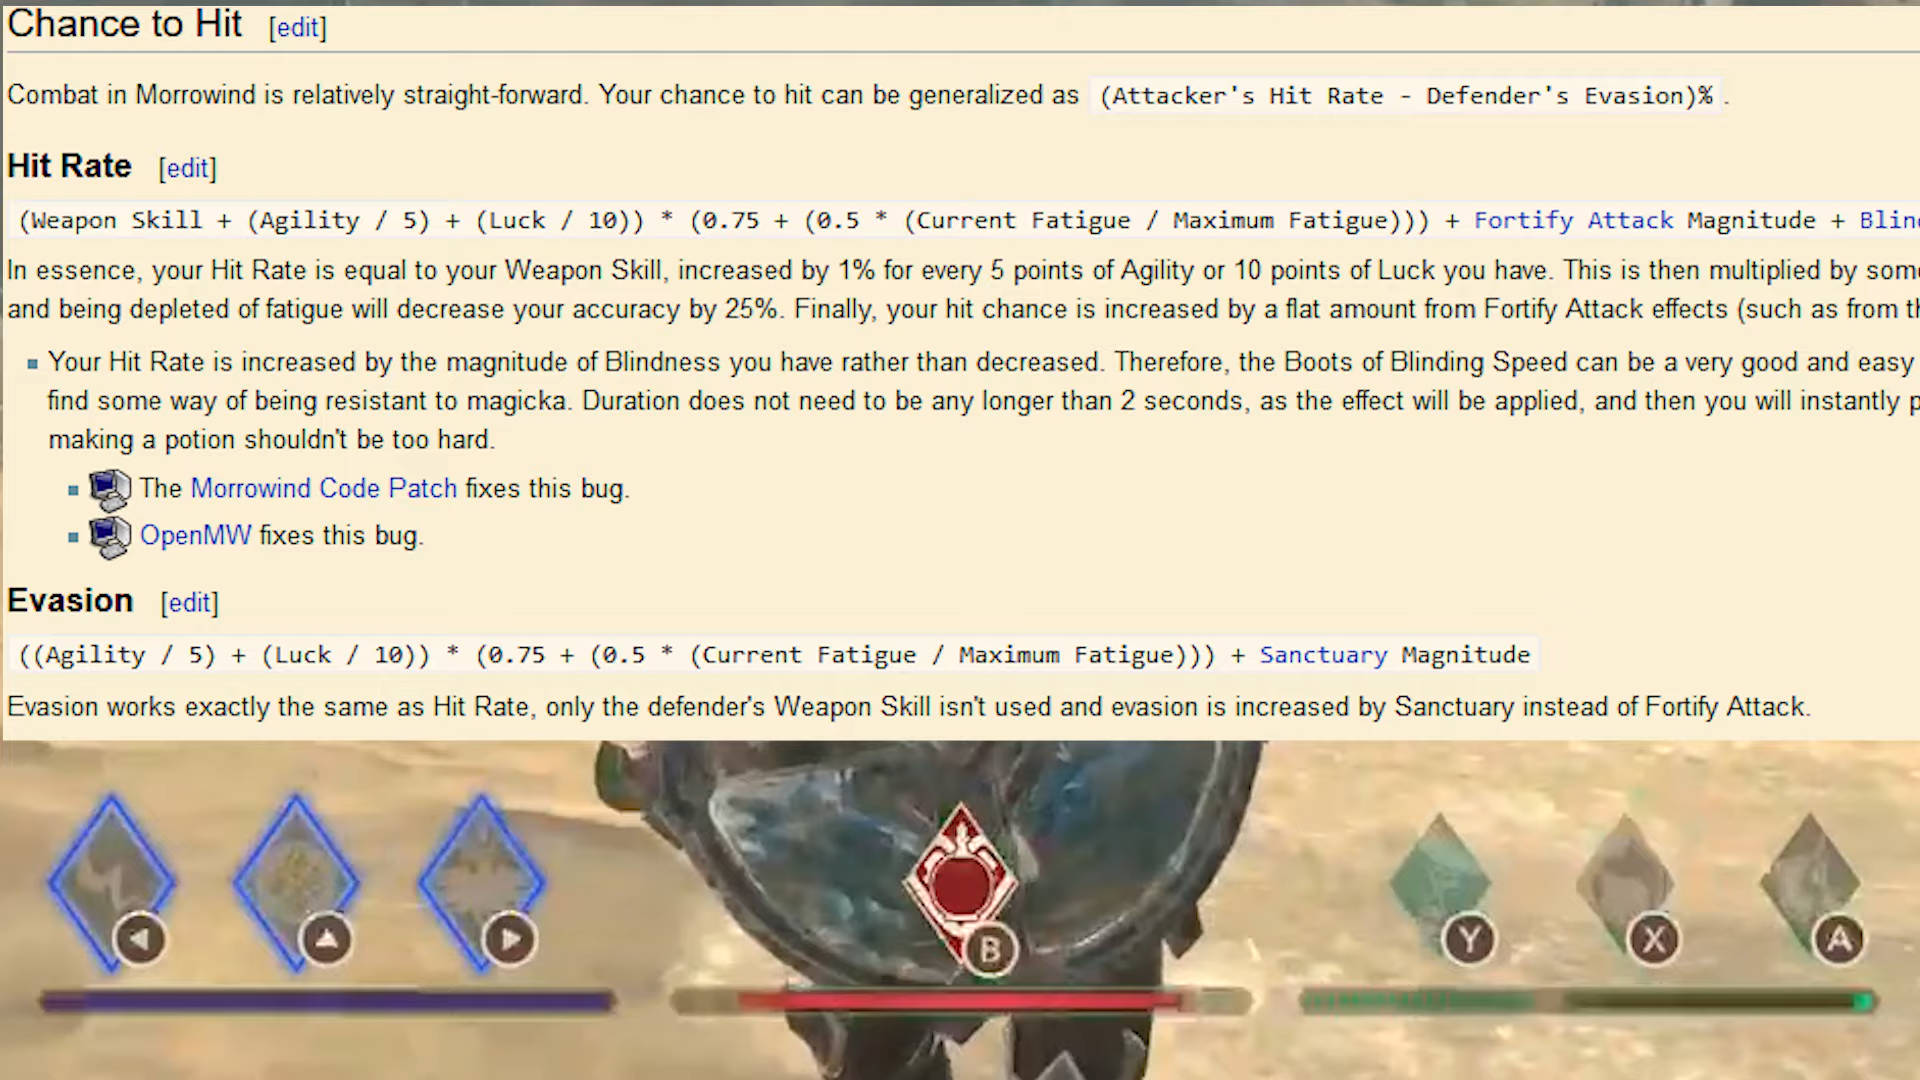 Chance to Hit [edit]
Combat in Morrowind is relatively straight-forward. Your chance to hit can be generalized as (Attacker's Hit Rate - Defender's Evasion)% .
Hit Rate [edit]
(Weapon Skill + (Agility / 5) + (Luck / 10)) * (0.75 + (0.5 * (Current Fatigue / Maximum Fatigue))) + Fortify Attack Magnitude +
In essence, your Hit Rate is equal to your Weapon Skill, increased by 1% for every 5 points of Agility or 10 points of Luck you have. This is then multiplied by
and being depleted of fatigue will decrease your accuracy by 25%. Finally, your hit chance is increased by a flat amount from Fortify Attack effects (such as from
Your Hit Rate is increased by the magnitude of Blindness you have rather than decreased. Therefore, the Boots of Blinding Speed can be a very good and easy
find some way of being resistant to magicka. Duration does not need to be any longer than 2 seconds, as the effect will be applied, and then you will instantly
making a potion shouldn't be too hard.
The Morrowind Code Patch fixes this bug.
OpenMW fixes this bug.
Evasion [edit]
((Agility / 5) + (Luck / 10)) * (0.75 + (0.5 * (Current Fatigue / Maximum Fatigue))) + Sanctuary Magnitude
Evasion works exactly the same as Hit Rate, only the defender's Weapon Skill isn't used and evasion is increased by Sanctuary instead of Fortify Attack.
B Y X A